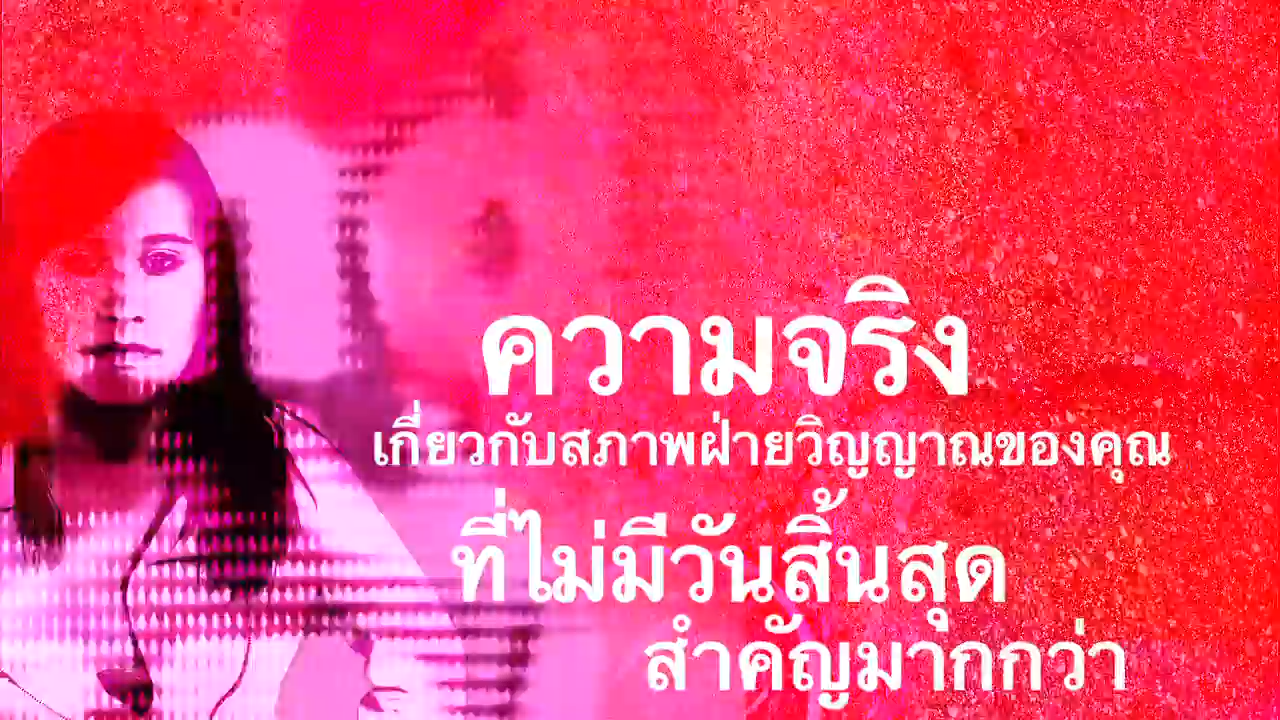 ความจริง
เกี่ยวกับสภาพฝ่ายวิญญาณของคุณ
ที่ไม่มีวันสิ้นสุด
สำคัญมากกว่า